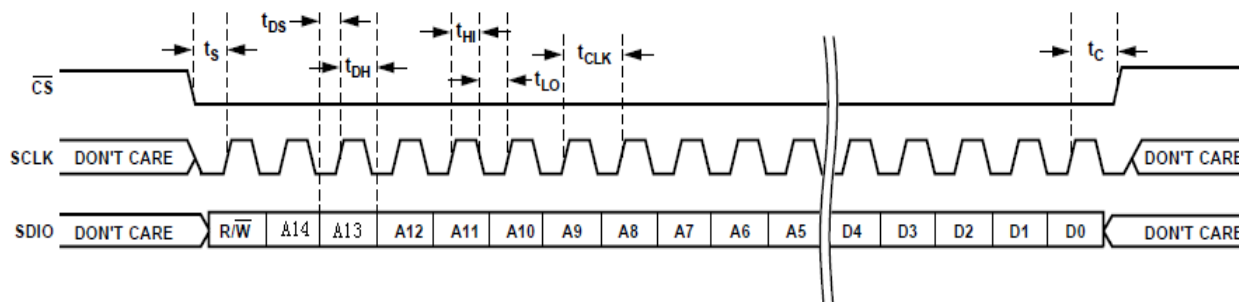 tDS
tHI
tS
tCLK
tC
tDH
tLO
CS
SCLK DON'T CARE DON'T CARE
SDIO DON'T CARE R/W A14 A13 A12 A11 A10 A9 A8 A7 A6 A5 D4 D3 D2 D1 D0 DON'T CARE